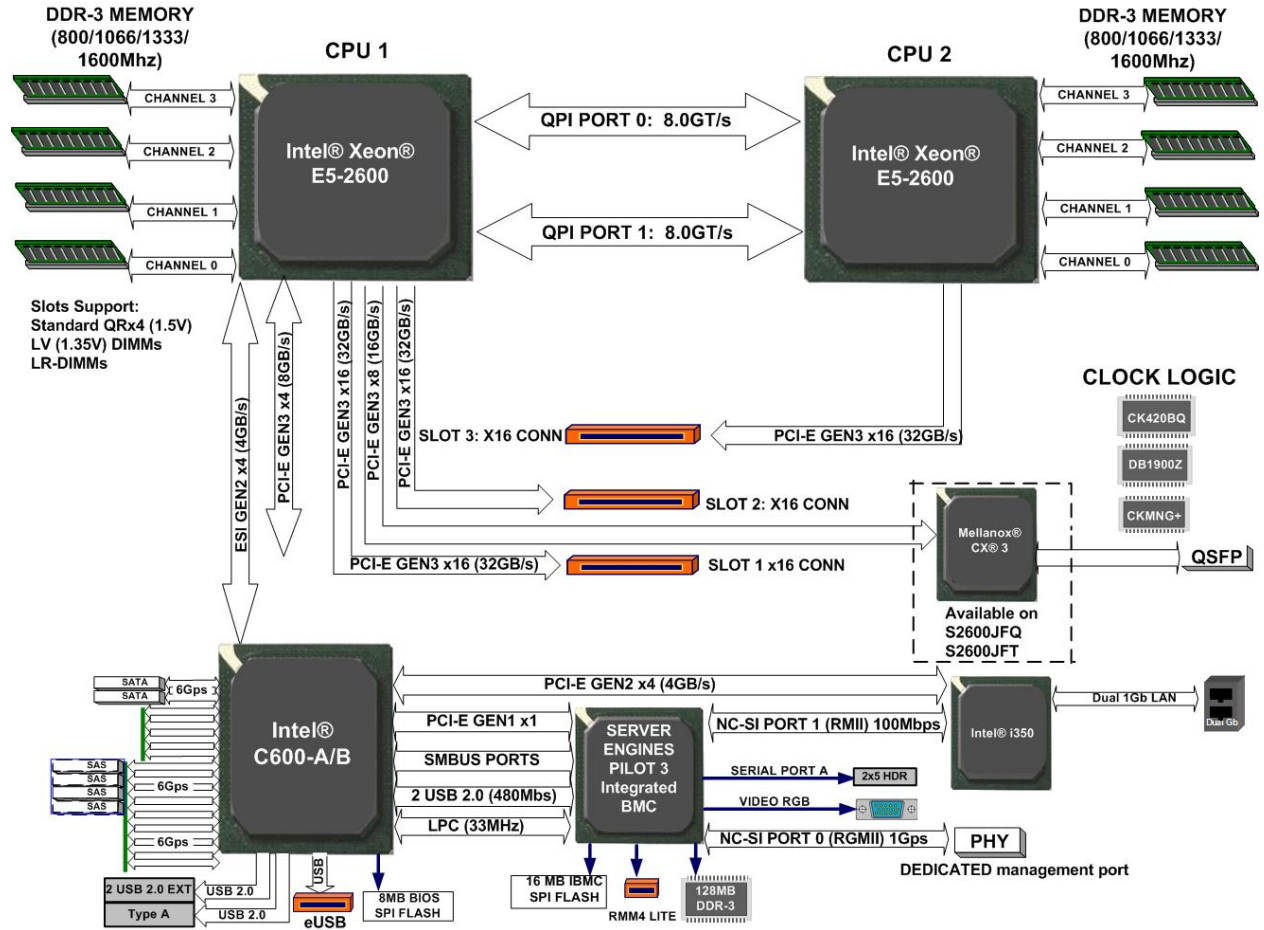 DDR-3 MEMORY
(800/1066/1333/
1600Mhz)
CPU 1
CPU 2
DDR-3 MEMORY
(800/1066/1333/
1600Mhz)
CHANNEL 3
CHANNEL 2
CHANNEL 1
CHANNEL 0
Intel® Xeon®
E5-2600
QPI PORT 0: 8.0GT/s
QPI PORT 1: 8.0GT/s
Intel® Xeon®
E5-2600
CHANNEL 3
CHANNEL 2
CHANNEL 1
CHANNEL 0
Slots Support:
Standard QRx4 (1.5V)
LV (1.35V) DIMMs
LR-DIMMs
ESI GEN2 x4 (4GB/s)
PCI-E GEN3 x4 (8GB/s)
PCI-E GEN3 x16 (32GB/s)
PCI-E GEN3 x8 (16GB/s)
PCI-E GEN3 x16 (32GB/s)
CLOCK LOGIC
CK420BQ
DB1900Z
CKMNG+
SLOT 3: X16 CONN
PCI-E GEN3 x16 (32GB/s)
SLOT 2: X16 CONN
PCI-E GEN3 x16 (32GB/s)
SLOT 1 x16 CONN
Mellanox®
CX® 3
QSFP
Available on
S2600JFQ
S2600JFT
SATA
SATA
6Gps
SAS
SAS
SAS
SAS
6Gps
6Gps
Intel®
C600-A/B
PCI-E GEN2 x4 (4GB/s)
PCI-E GEN1 x1
SMBUS PORTS
2 USB 2.0 (480Mbs)
LPC (33MHz)
SERVER
ENGINES
PILOT 3
Integrated
BMC
NC-SI PORT 1 (RMII) 100Mbps
Intel® i350
Dual 1Gb LAN
Dual Gb
SERIAL PORT A
2x5 HDR
VIDEO RGB
NC-SI PORT 0 (RGMII) 1Gps
PHY
DEDICATED management port
2 USB 2.0 EXT
USB 2.0
Type A
USB 2.0
USB
eUSB
8MB BIOS
SPI FLASH
16 MB IBMC
SPI FLASH
RMM4 LITE
128MB
DDR-3